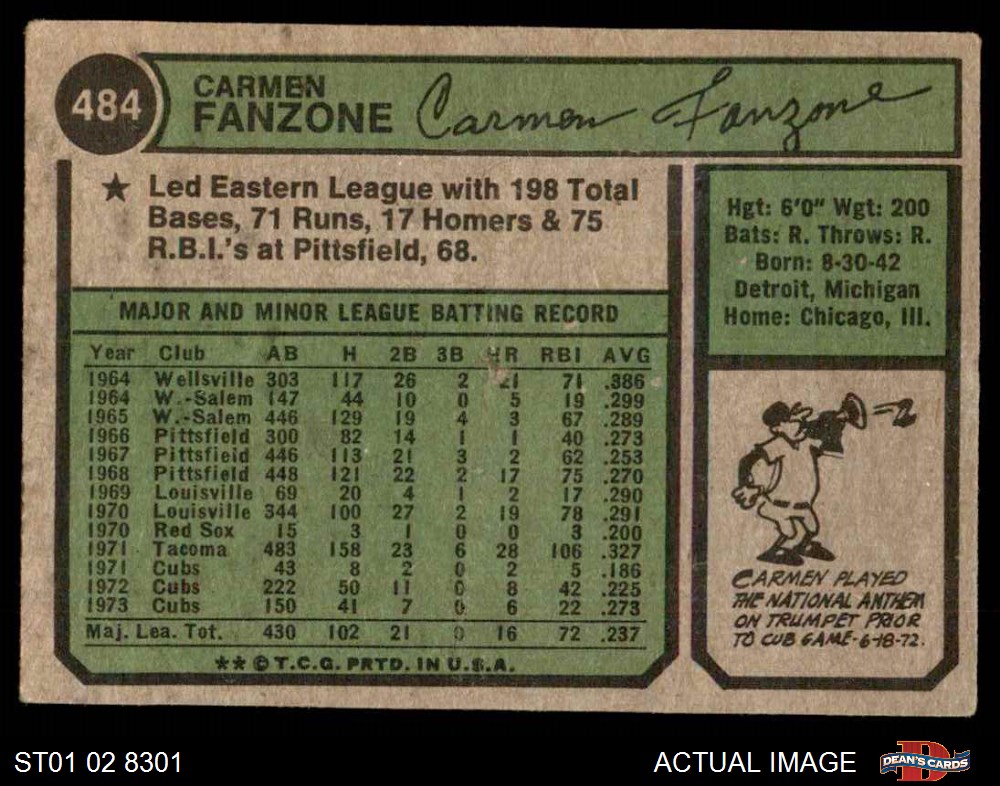 484
CARMEN
FANZONE Carmen Fanzone
★ Led Eastern League with 198 Total
Bases, 71 Runs, 17 Homers & 75
R.B.I.'s at Pittsfield, 68.
Hgt: 6'0" Wgt: 200
Bats: R. Throws: R.
Born: 8-30-42
Detroit, Michigan
Home: Chicago, Ill.
MAJOR AND MINOR LEAGUE BATTING RECORD
Year Club AB H 2B 3B HR RBI AVG
1964 Wellsville 303 117 26 2 21 71 .386
1964 W.-Salem 147 44 10 0 5 19 .299
1965 W.-Salem 446 129 19 4 3 67 .289
1966 Pittsfield 300 82 14 1 1 40 .273
1967 Pittsfield 446 113 21 3 2 62 .253
1968 Pittsfield 448 121 22 2 17 75 .270
1969 Louisville 69 20 4 1 2 17 .290
1970 Louisville 344 100 27 2 19 78 .291
1970 Red Sox 15 3 1 0 0 3 .200
1971 Tacoma 483 158 23 6 28 106 .327
1971 Cubs 43 8 2 0 2 5 .186
1972 Cubs 222 50 11 0 8 42 .225
1973 Cubs 150 41 7 0 6 22 .273
Maj. Lea. Tot. 430 102 21 0 16 72 .237
★★ © T.C.G. PRTD. IN U.S.A.
CARMEN PLAYED
THE NATIONAL ANTHEM
ON TRUMPET PRIOR
TO CUB GAME-6-18-72.
ST01 02 8301
ACTUAL IMAGE
D
DEAN'S CARDS